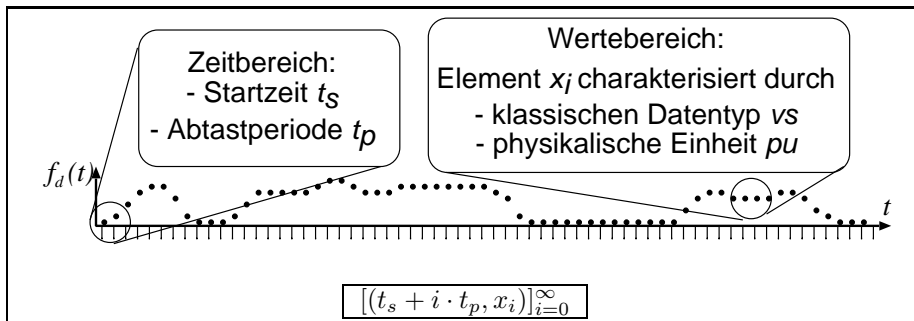 Zeitbereich:
- Startzeit t_s
- Abtastperiode t_p
Wertebereich:
Element x_i charakterisiert durch
- klassischen Datentyp vs
- physikalische Einheit pu
f_d(t)
t
[(t_s + i · t_p, x_i)]_{i=0}^∞